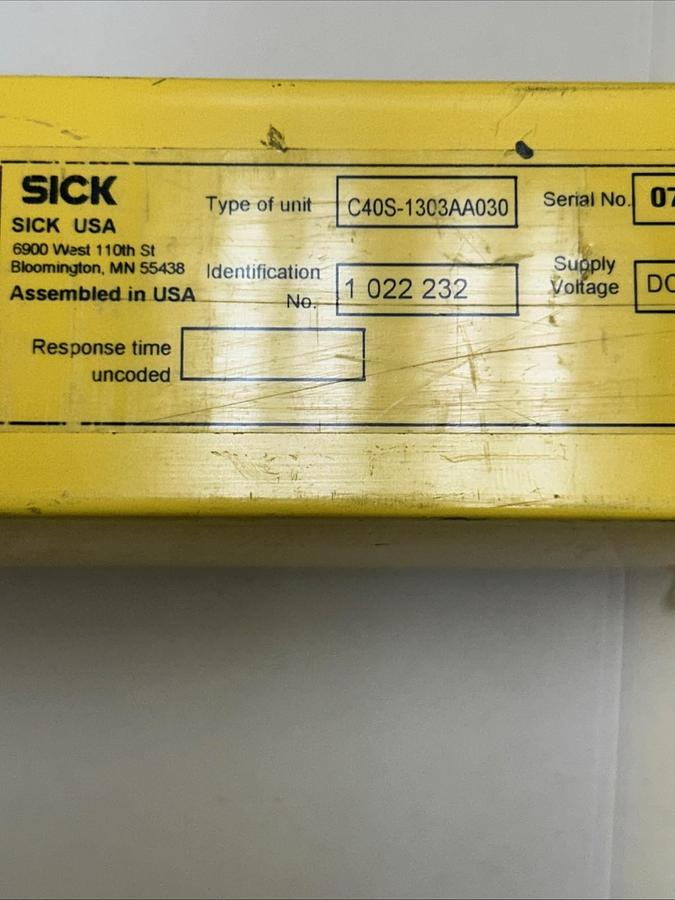 SICK
SICK USA
6900 West 110th St
Bloomington, MN 55438
Assembled in USA
Type of unit C40S-1303AA030
Serial No. 07
Identification No. 1 022 232
Supply Voltage DC
Response time uncoded